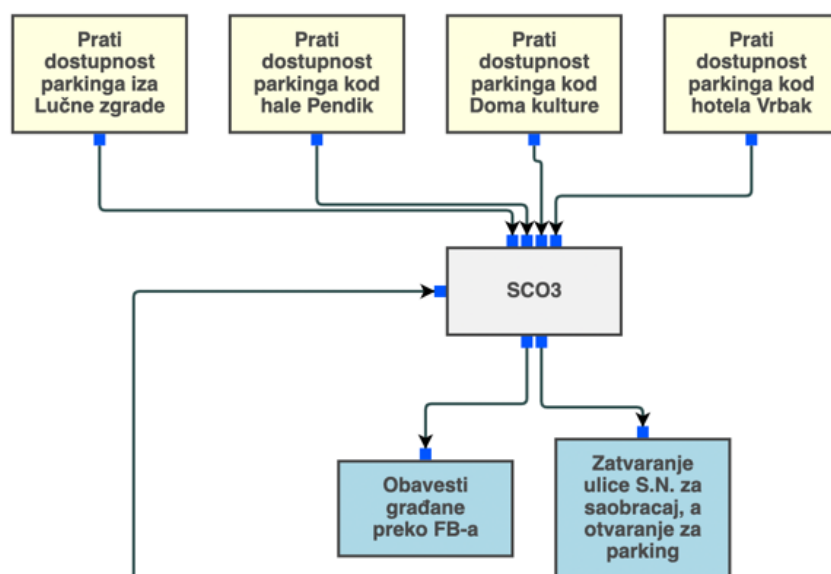 Prati
dostupnost
parkinga iza
Lučne zgrade
Prati
dostupnost
parkinga kod
hale Pendik
Prati
dostupnost
parkinga kod
Doma kulture
Prati
dostupnost
parkinga kod
hotela Vrbak
SCO3
Obavesti
građane
preko FB-a
Zatvaranje
ulice S.N. za
saobracaj, a
otvaranje za
parking